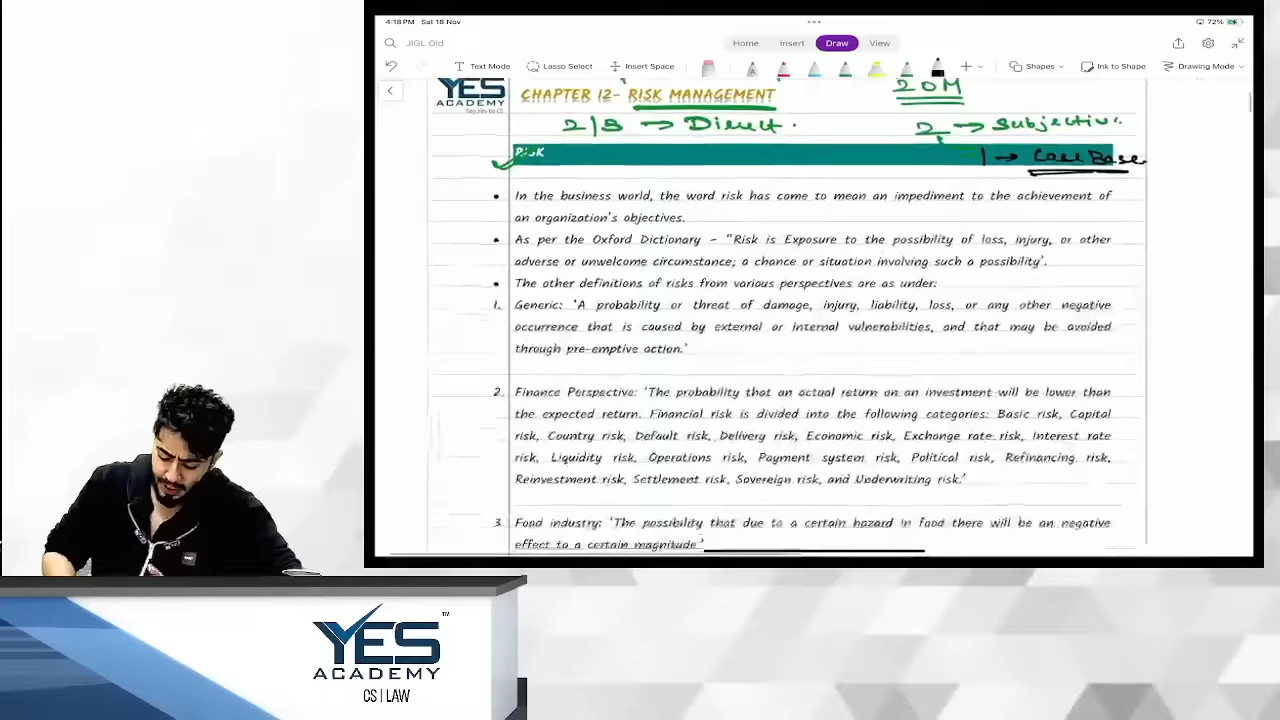 4:18 PM Sat 18 Nov
72%
JIGL Old
Home Insert Draw View
Text Mode Lasso Select Insert Space Shapes Ink to Shape Drawing Mode
YES
ACADEMY
Say Yes to CS
CHAPTER 12- RISK MANAGEMENT
20M
2/3 → Direct.
2 → Subjectiv
RISK
1 → Case Base
• In the business world, the word risk has come to mean an impediment to the achievement of
an organization's objectives.
• As per the Oxford Dictionary – "Risk is Exposure to the possibility of loss, injury, or other
adverse or unwelcome circumstance; a chance or situation involving such a possibility'.
• The other definitions of risks from various perspectives are as under:
1. Generic: 'A probability or threat of damage, injury, liability, loss, or any other negative
occurrence that is caused by external or internal vulnerabilities, and that may be avoided
through pre-emptive action.'
2. Finance Perspective: 'The probability that an actual return on an investment will be lower than
the expected return. Financial risk is divided into the following categories: Basic risk, Capital
risk, Country risk, Default risk, Delivery risk, Economic risk, Exchange rate risk, Interest rate
risk, Liquidity risk, Operations risk, Payment system risk, Political risk, Refinancing risk,
Reinvestment risk, Settlement risk, Sovereign risk, and Underwriting risk.'
3. Food industry: 'The possibility that due to a certain hazard in food there will be an negative
effect to a certain magnitude'
YES ™
ACADEMY
CS | LAW